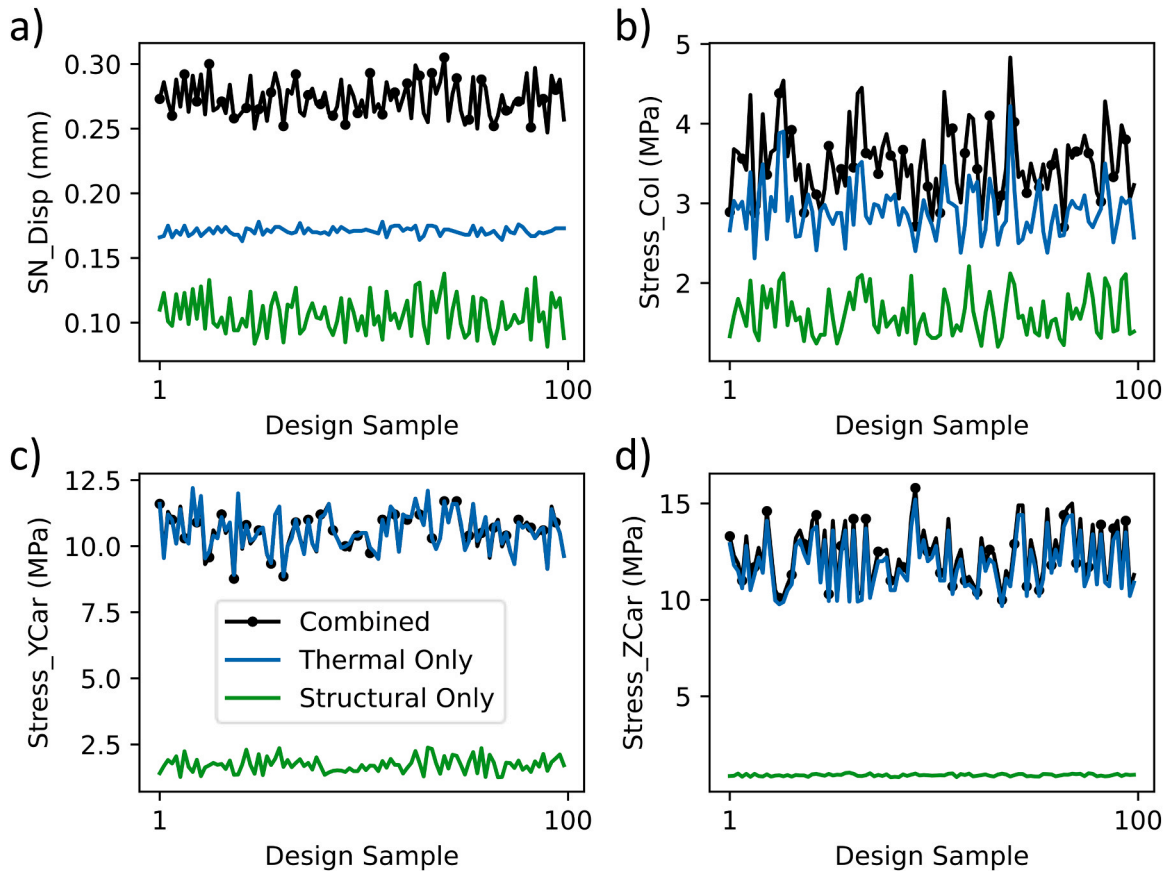 a)
0.30
0.25
0.20
0.15
0.10
SN_Disp (mm)
1
100
Design Sample
b)
5
4
3
2
Stress_Col (MPa)
1
100
Design Sample
c)
12.5
10.0
7.5
5.0
2.5
Stress_YCar (MPa)
Combined
Thermal Only
Structural Only
1
100
Design Sample
d)
15
10
5
Stress_ZCar (MPa)
1
100
Design Sample